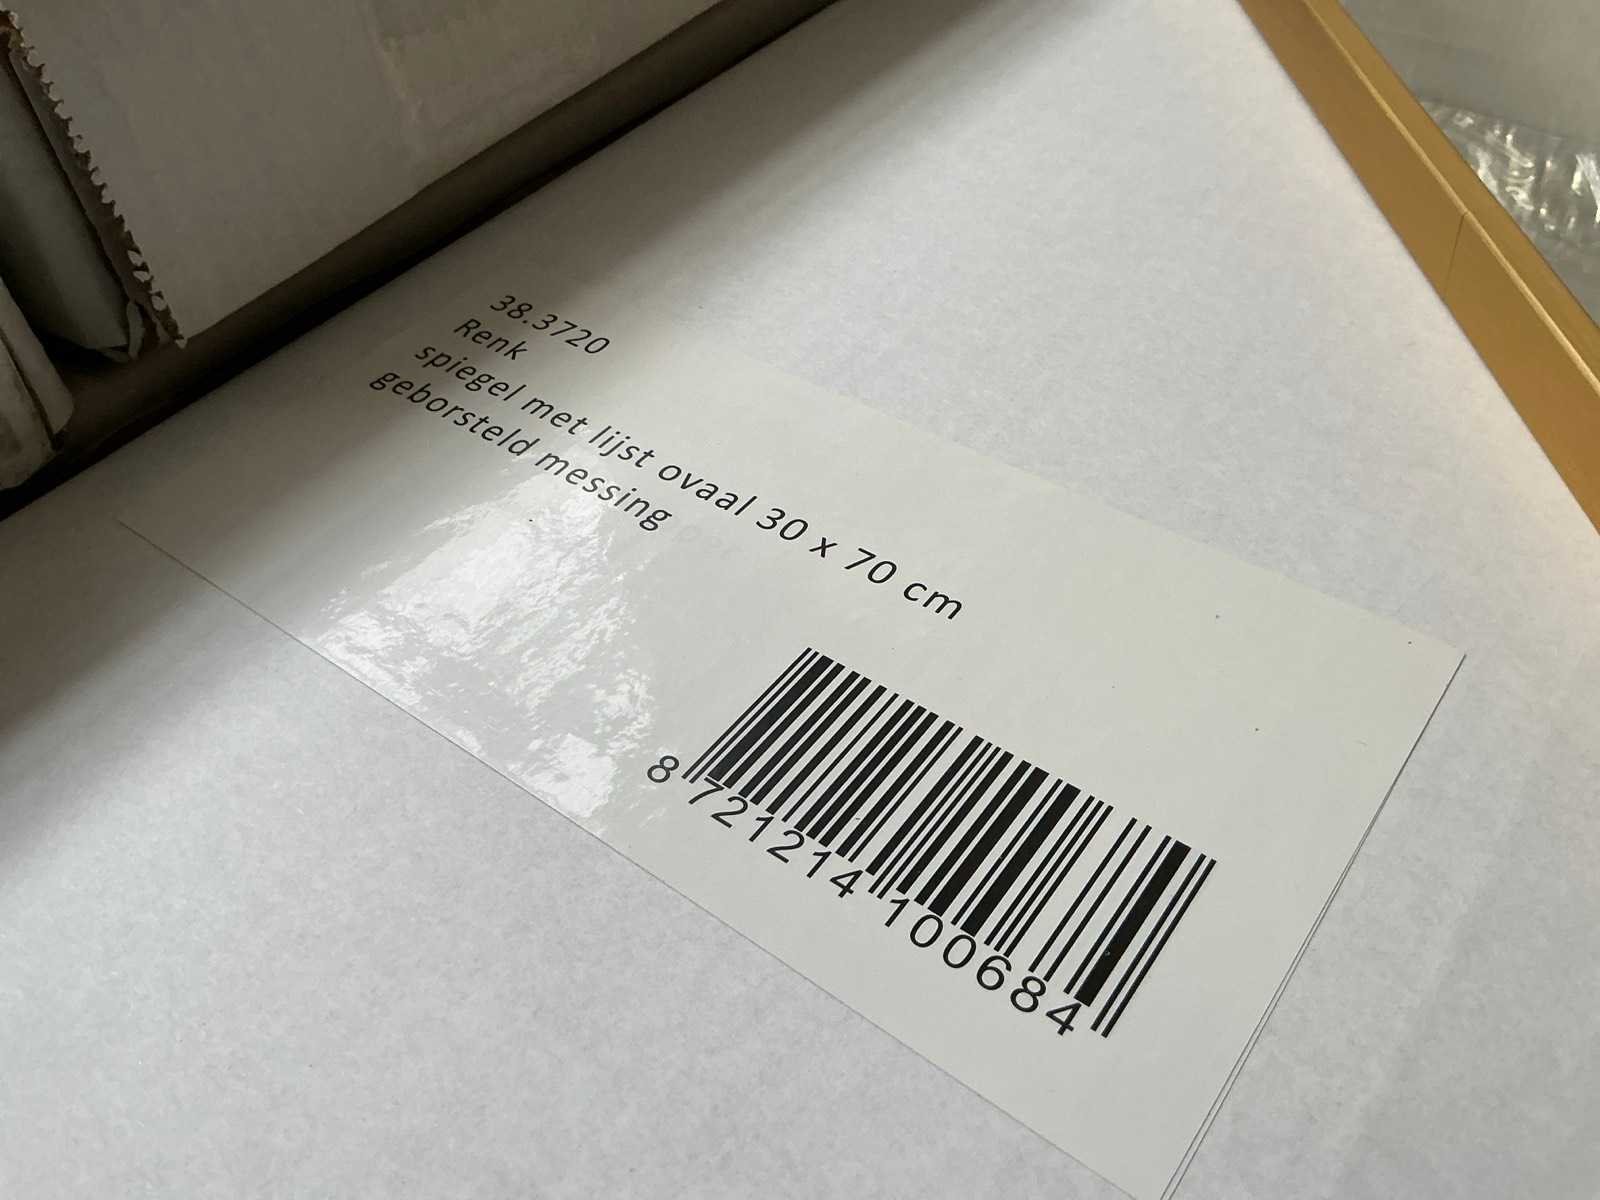 38.3720
Renk
spiegel met lijst ovaal 30 x 70 cm
geborsteld messing
8 721214 100684